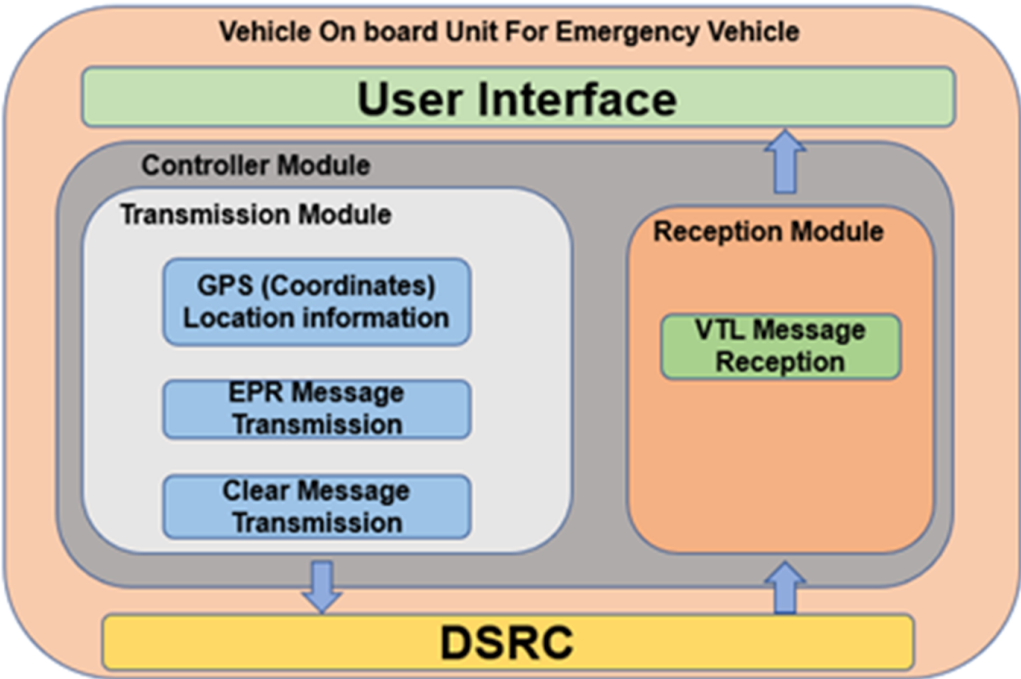 Vehicle On board Unit For Emergency Vehicle
User Interface
Controller Module
Transmission Module
GPS (Coordinates)
Location information
EPR Message
Transmission
Clear Message
Transmission
Reception Module
VTL Message
Reception
DSRC